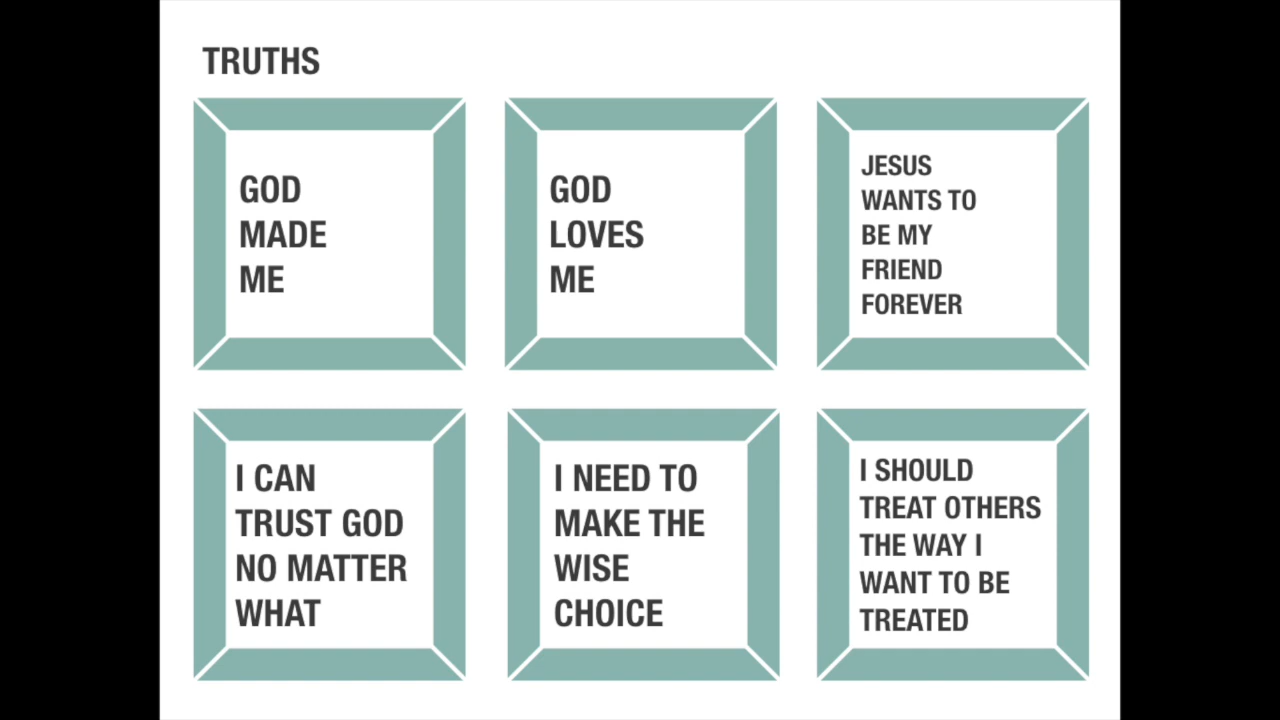 TRUTHS
GOD
MADE
ME
GOD
LOVES
ME
JESUS
WANTS TO
BE MY
FRIEND
FOREVER
I CAN
TRUST GOD
NO MATTER
WHAT
I NEED TO
MAKE THE
WISE
CHOICE
I SHOULD
TREAT OTHERS
THE WAY I
WANT TO BE
TREATED